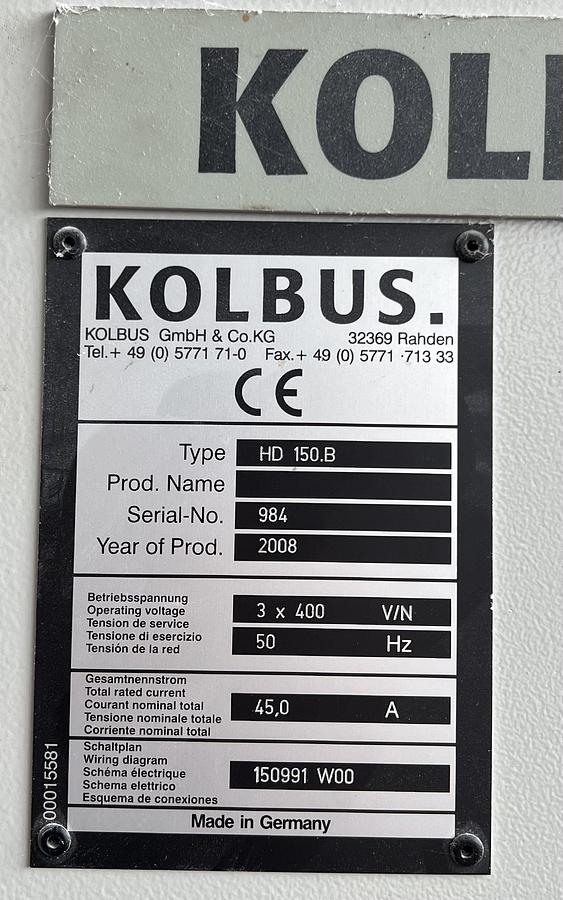 KOL
KOLBUS.
KOLBUS GmbH & Co.KG 32369 Rahden
Tel.+ 49 (0) 5771 71-0 Fax.+ 49 (0) 5771 ·713 33
CE
Type HD 150.B
Prod. Name
Serial-No. 984
Year of Prod. 2008
Betriebsspannung
Operating voltage 3 x 400 V/N
Tension de service
Tensione di esercizio 50 Hz
Tensión de la red
Gesamtnennstrom
Total rated current
Courant nominal total 45,0 A
Tensione nominale totale
Corriente nominal total
Schaltplan
Wiring diagram
Schéma électrique 150991 W00
Schema elettrico
Esquema de conexiones
Made in Germany
00015581